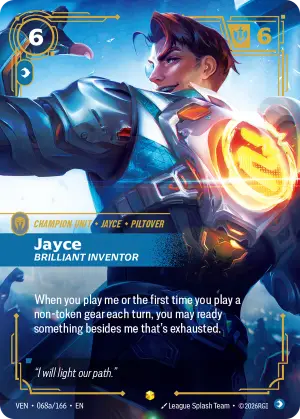 6
6
CHAMPION UNIT • JAYCE • PILTOVER
Jayce
BRILLIANT INVENTOR
When you play me or the first time you play a
non-token gear each turn, you may ready
something besides me that's exhausted.
"I will light our path."
VEN • 068a/166 • EN
League Splash Team • ©2026RGI